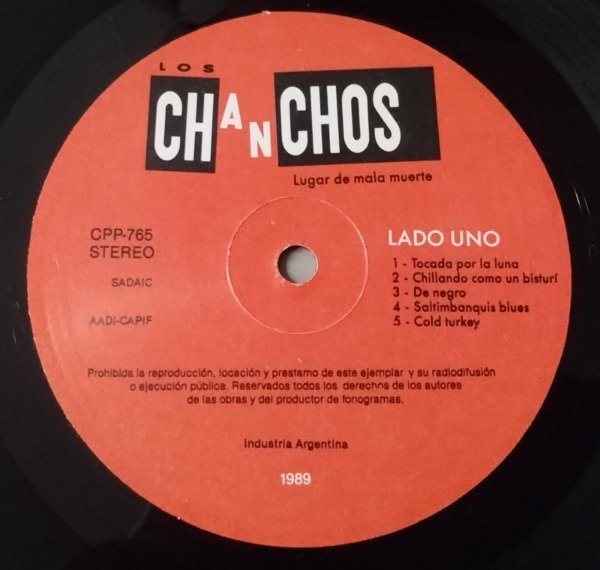 LOS
CHANCHOS
Lugar de mala muerte
CPP-765
STEREO
SADAIC
AADI-CAPIF
LADO UNO
1 - Tocada por la luna
2 - Chillando como un bisturí
3 - De negro
4 - Saltimbanquis blues
5 - Cold turkey
Prohibida la reproducción, locación y prestamo de este ejemplar y su radiodifusión
o ejecución pública. Reservados todos los derechos de los autores
de las obras y del productor de fonogramas.
Industria Argentina
1989